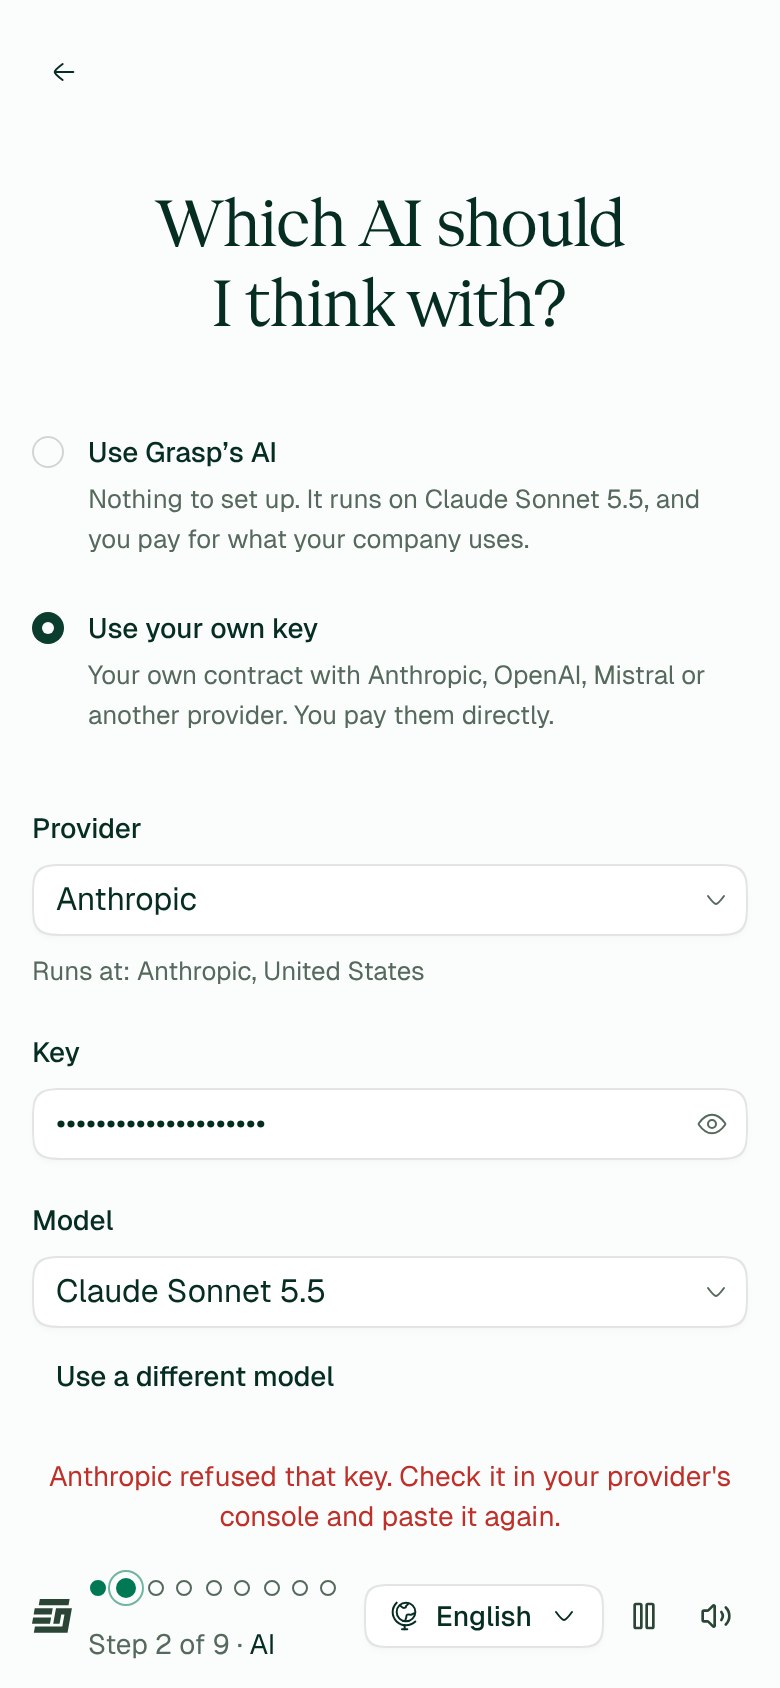 Which AI should
I think with?
Use Grasp’s AI
Nothing to set up. It runs on Claude Sonnet 5.5, and
you pay for what your company uses.
Use your own key
Your own contract with Anthropic, OpenAI, Mistral or
another provider. You pay them directly.
Provider
Anthropic
Runs at: Anthropic, United States
Key
•••••••••••••••••••••
Model
Claude Sonnet 5.5
Use a different model
Anthropic refused that key. Check it in your provider's
console and paste it again.
Step 2 of 9 · AI
English